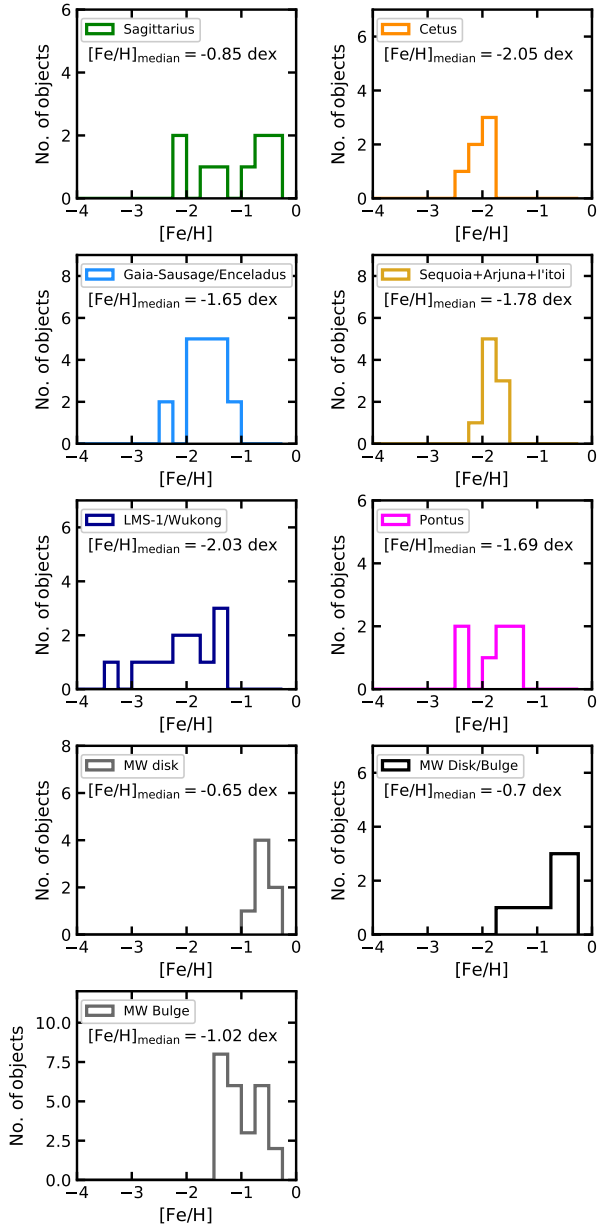 Sagittarius
[Fe/H]median = -0.85 dex
No. of objects
6
4
2
0
−4 −3 −2 −1 0
[Fe/H]
Cetus
[Fe/H]median = -2.05 dex
No. of objects
6
4
2
0
−4 −3 −2 −1 0
[Fe/H]
Gaia-Sausage/Enceladus
[Fe/H]median = -1.65 dex
No. of objects
8
6
4
2
0
−4 −3 −2 −1 0
[Fe/H]
Sequoia+Arjuna+I'itoi
[Fe/H]median = -1.78 dex
No. of objects
8
6
4
2
0
−4 −3 −2 −1 0
[Fe/H]
LMS-1/Wukong
[Fe/H]median = -2.03 dex
No. of objects
6
4
2
0
−4 −3 −2 −1 0
[Fe/H]
Pontus
[Fe/H]median = -1.69 dex
No. of objects
6
4
2
0
−4 −3 −2 −1 0
[Fe/H]
MW disk
[Fe/H]median = -0.65 dex
No. of objects
8
6
4
2
0
−4 −3 −2 −1 0
[Fe/H]
MW Disk/Bulge
[Fe/H]median = -0.7 dex
No. of objects
6
4
2
0
−4 −3 −2 −1 0
[Fe/H]
MW Bulge
[Fe/H]median = -1.02 dex
No. of objects
10.0
7.5
5.0
2.5
0.0
−4 −3 −2 −1 0
[Fe/H]